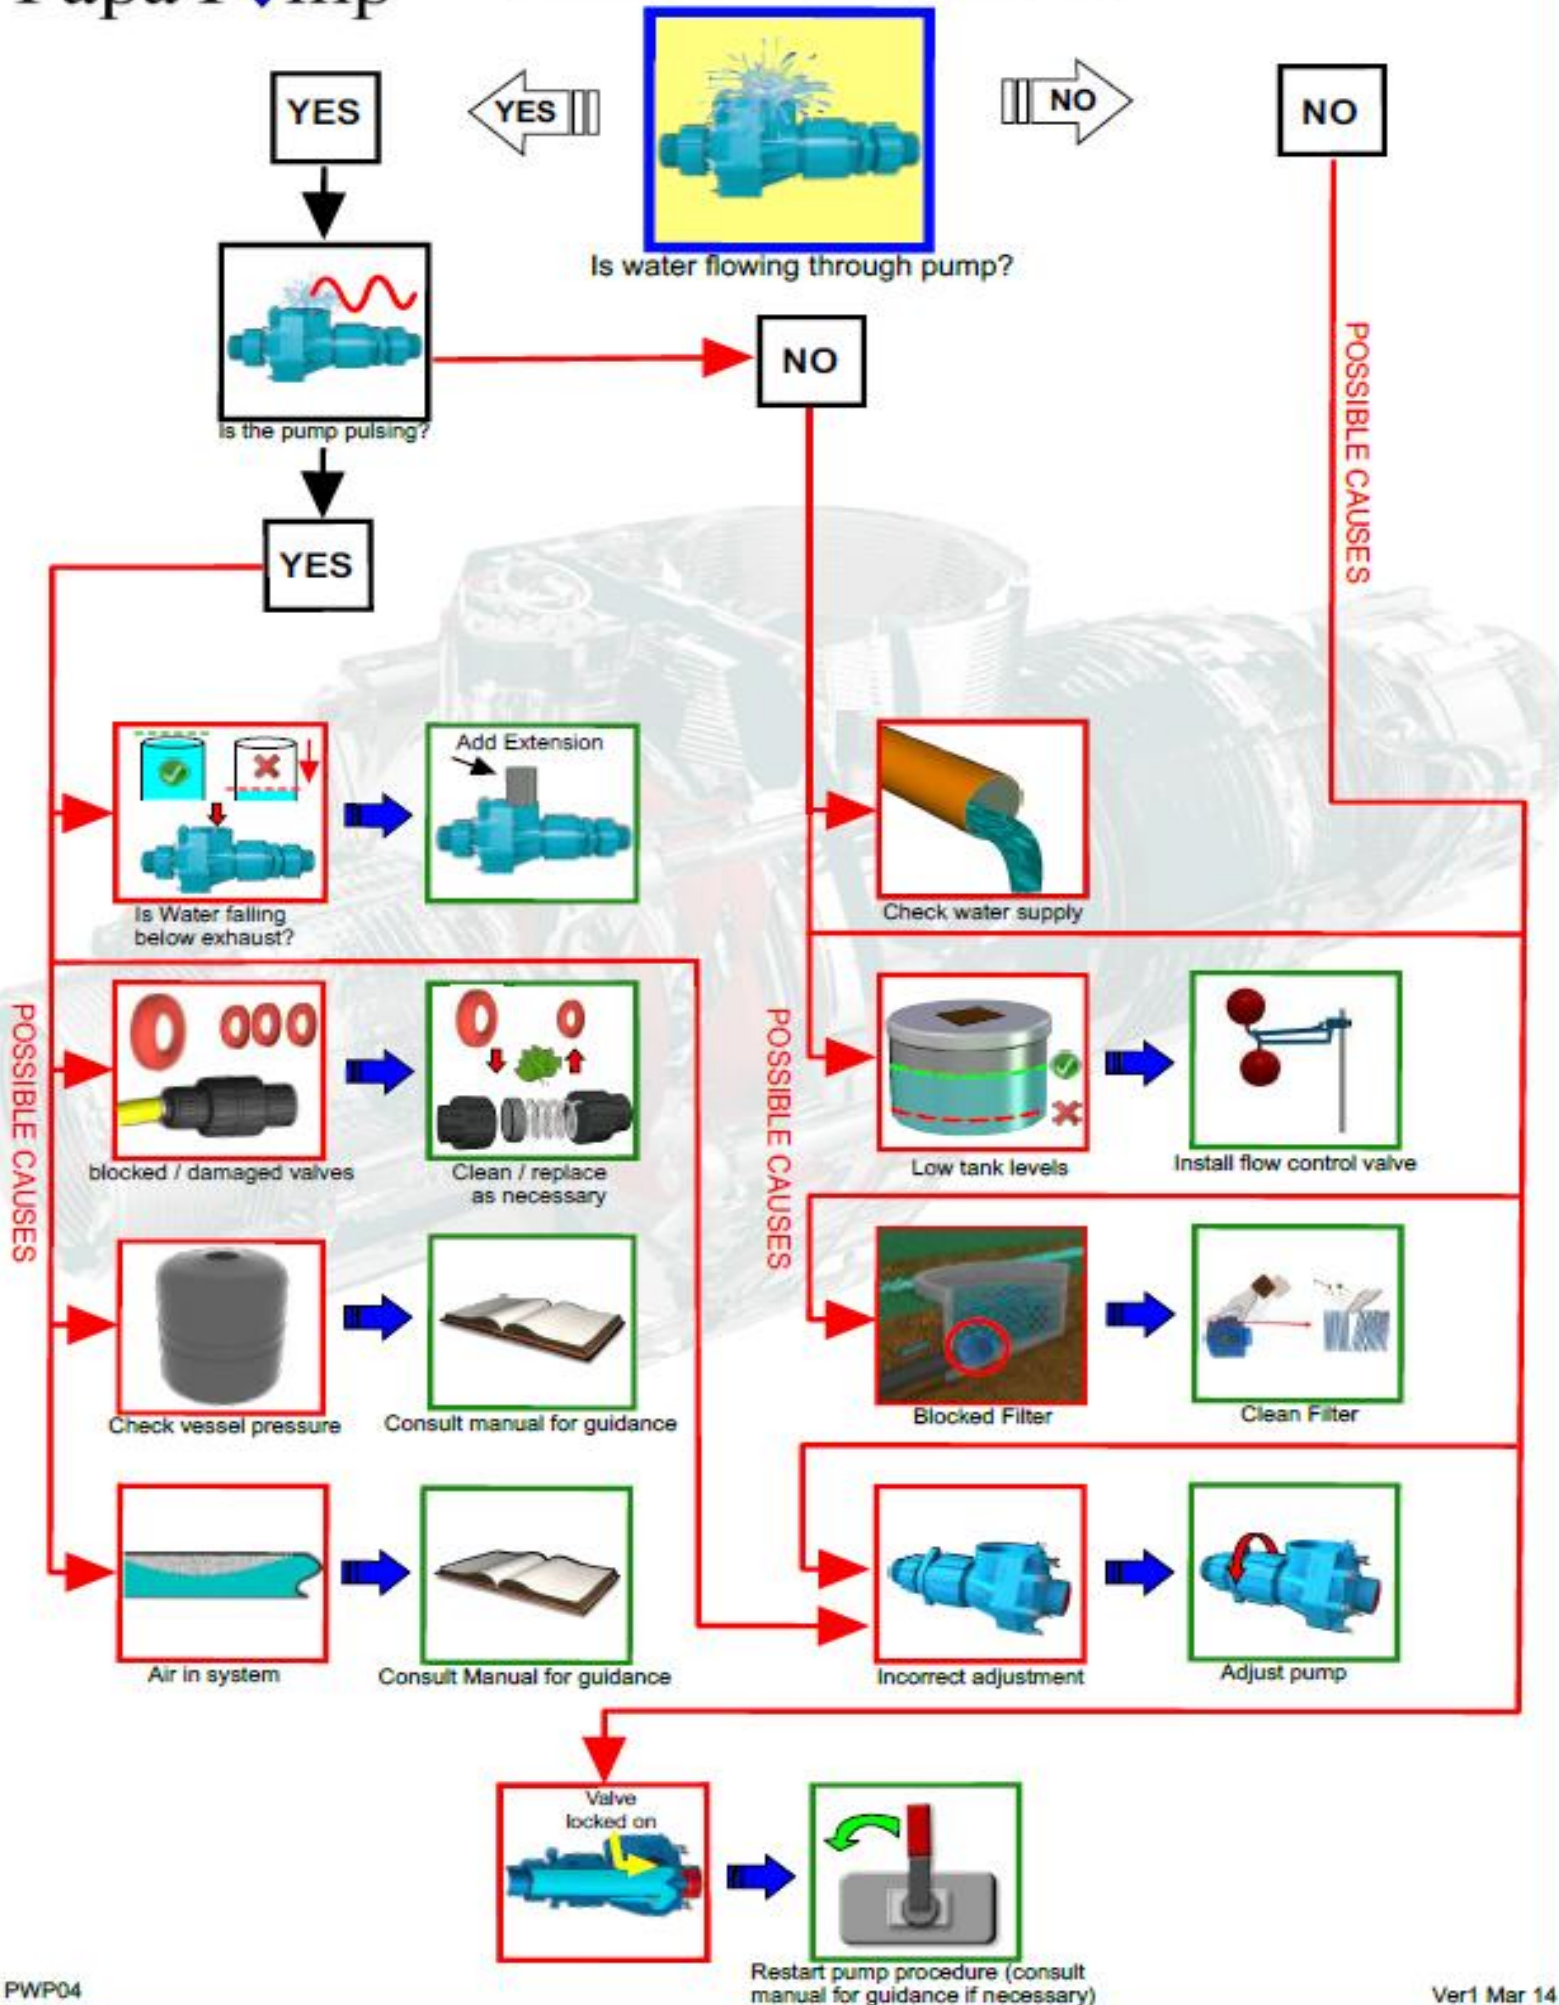 YES
YES
NO
NO
Is water flowing through pump?
NO
Is the pump pulsing?
POSSIBLE CAUSES
YES
Add Extension
Is Water falling
below exhaust?
Check water supply
POSSIBLE CAUSES
POSSIBLE CAUSES
blocked / damaged valves
Clean / replace
as necessary
Low tank levels
Install flow control valve
Check vessel pressure
Consult manual for guidance
Blocked Filter
Clean Filter
Air in system
Consult Manual for guidance
Incorrect adjustment
Adjust pump
Valve
locked on
Restart pump procedure (consult
manual for guidance if necessary)
PWP04
Ver1 Mar 14